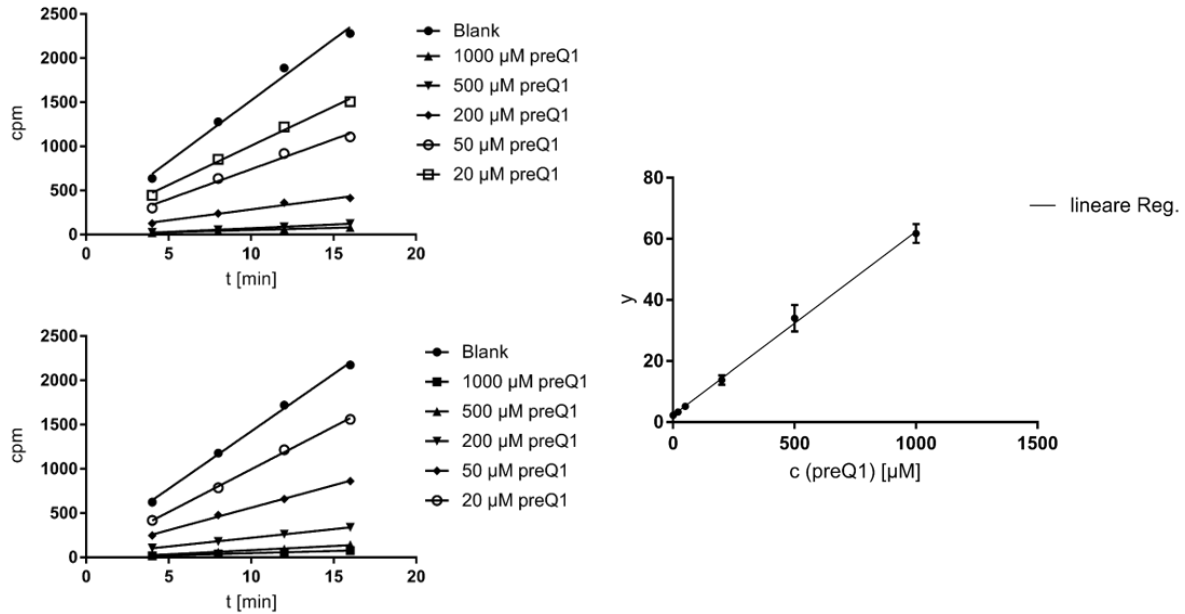 2500
2000
1500
1000
500
0
cpm
0 5 10 15 20
t [min]
Blank
1000 µM preQ1
500 µM preQ1
200 µM preQ1
50 µM preQ1
20 µM preQ1
2500
2000
1500
1000
500
0
cpm
0 5 10 15 20
t [min]
Blank
1000 µM preQ1
500 µM preQ1
200 µM preQ1
50 µM preQ1
20 µM preQ1
80
60
40
20
0
y
0 500 1000 1500
c (preQ1) [µM]
lineare Reg.